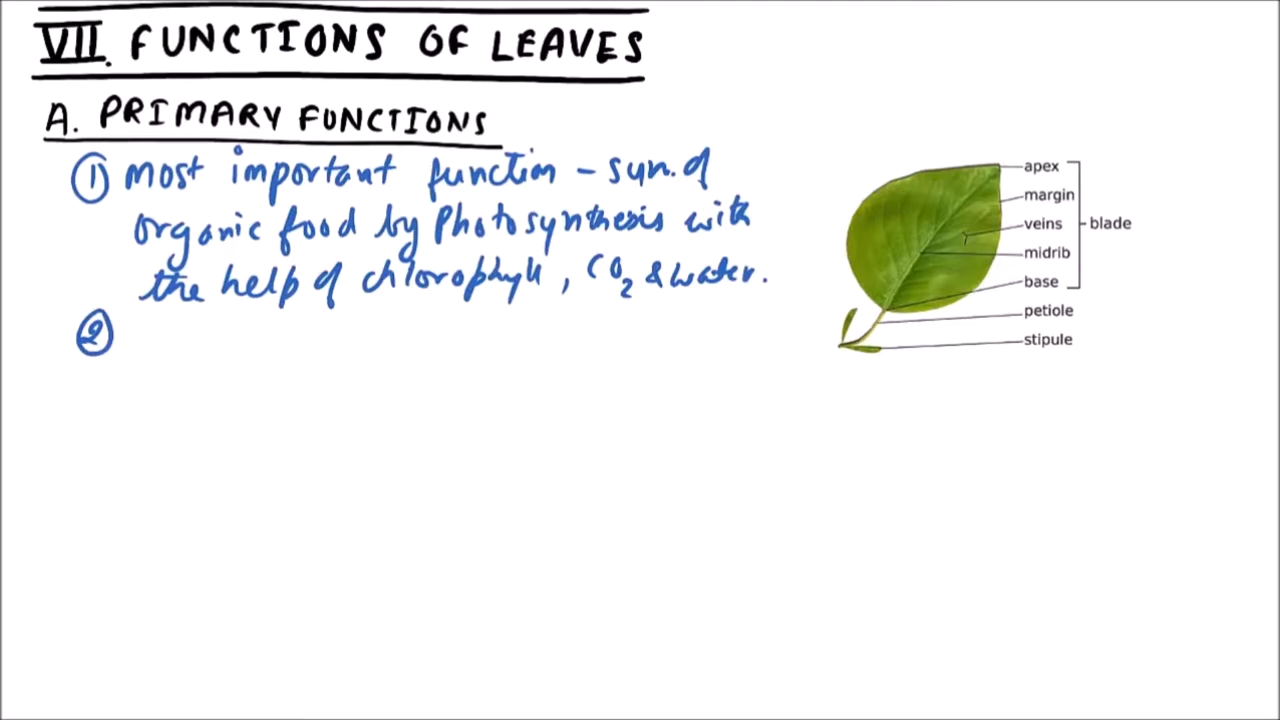 VII. FUNCTIONS OF LEAVES
A. PRIMARY FUNCTIONS
① most important function - syn. of
organic food by Photosynthesis with
the help of chlorophyll, CO₂ & water.
②
apex
margin
veins
blade
midrib
base
petiole
stipule